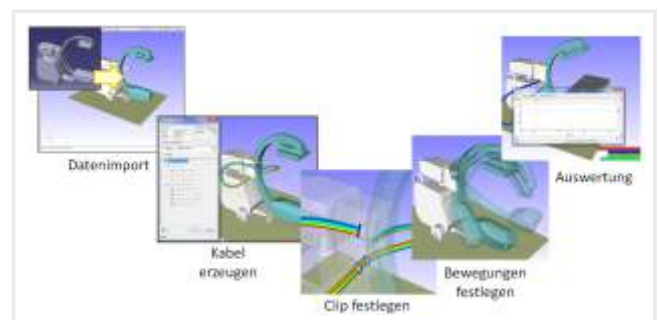 Datenimport
Kabel
erzeugen
Clip festlegen
Bewegungen
festlegen
Auswertung